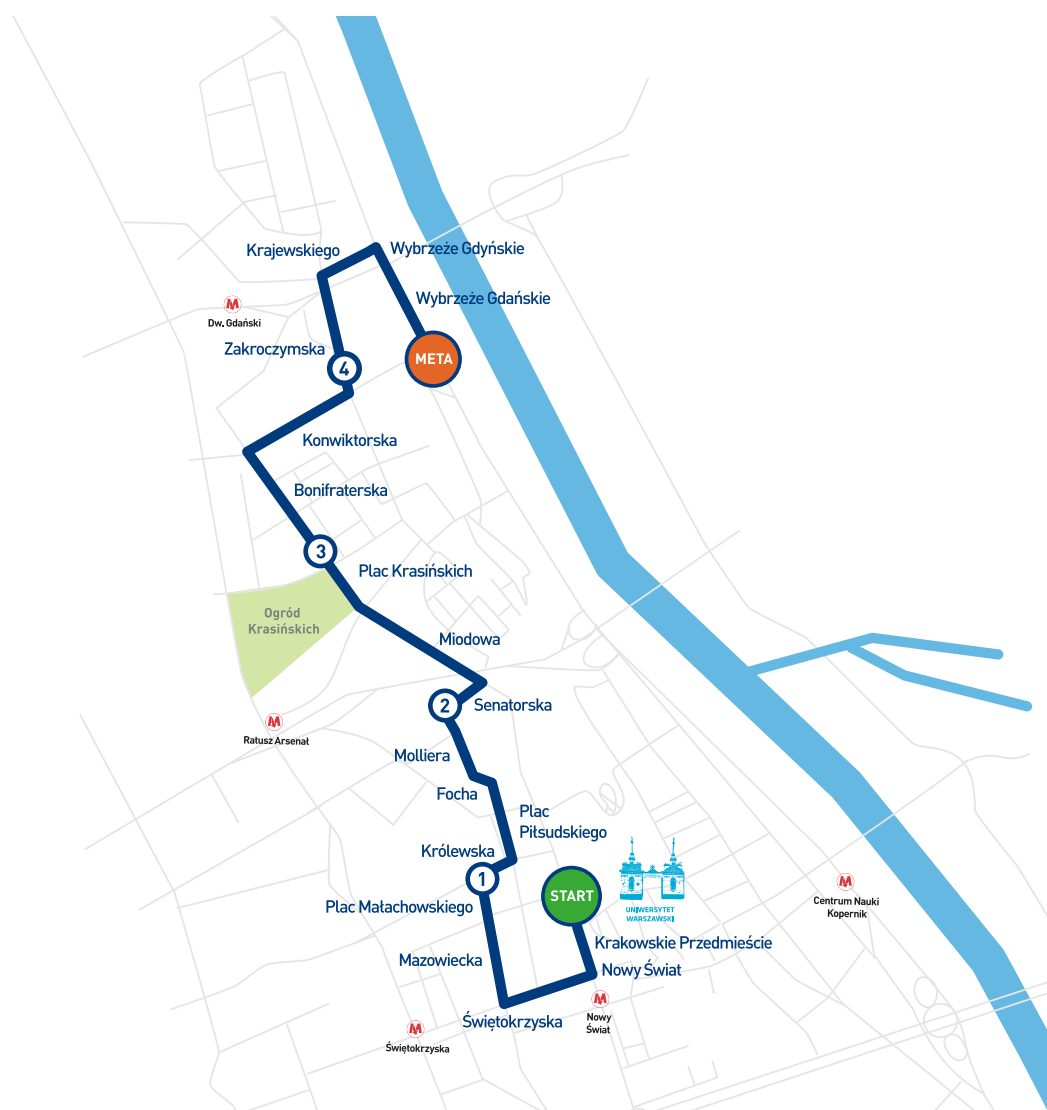 Krajewskiego
Wybrzeże Gdyńskie
Wybrzeże Gdańskie
M
Dw. Gdański
Zakroczymska
META
4
Konwiktorska
Bonifraterska
3
Plac Krasińskich
Ogród
Krasińskich
Miodowa
2
Senatorska
M
Ratusz Arsenał
Molliera
Focha
Plac
Piłsudskiego
Królewska
1
START
UNIWERSYTET
WARSZAWSKI
M
Centrum Nauki
Kopernik
Plac Małachowskiego
Krakowskie Przedmieście
Mazowiecka
Nowy Świat
M
Nowy
Świat
Świętokrzyska
M
Świętokrzyska